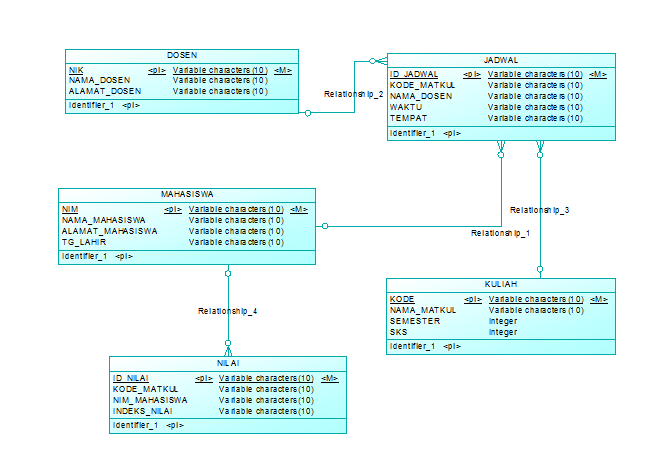 DOSEN
NIK <pi> Variable characters (10) <M>
NAMA_DOSEN Variable characters (10)
ALAMAT_DOSEN Variable characters (10)
Identifier_1 <pi>
JADWAL
ID_JADWAL <pi> Variable characters (10) <M>
KODE_MATKUL Variable characters (10)
NAMA_DOSEN Variable characters (10)
WAKTU Variable characters (10)
TEMPAT Variable characters (10)
Identifier_1 <pi>
Relationship_2
MAHASISWA
NIM <pi> Variable characters (10) <M>
NAMA_MAHASISWA Variable characters (10)
ALAMAT_MAHASISWA Variable characters (10)
TG_LAHIR Variable characters (10)
Identifier_1 <pi>
Relationship_3
Relationship_1
KULIAH
KODE <pi> Variable characters (10) <M>
NAMA_MATKUL Variable characters (10)
SEMESTER Integer
SKS Integer
Identifier_1 <pi>
Relationship_4
NILAI
ID_NILAI <pi> Variable characters (10) <M>
KODE_MATKUL Variable characters (10)
NIM_MAHASISWA Variable characters (10)
INDEKS_NILAI Variable characters (10)
Identifier_1 <pi>